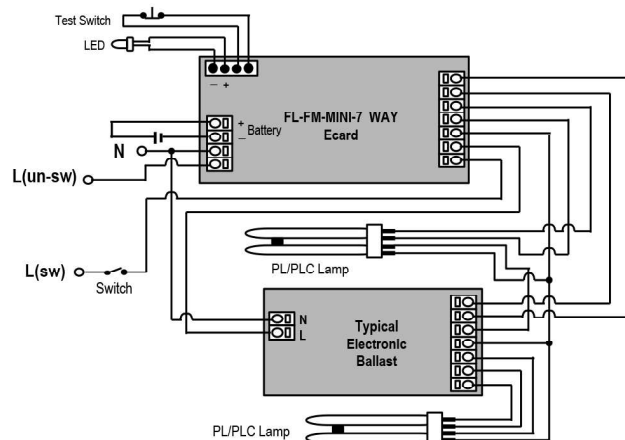 Test Switch
LED
− +
FL-FM-MINI-7 WAY
Ecard
+
Battery
−
N
L(un-sw)
L(sw)
Switch
PL/PLC Lamp
N
L
Typical
Electronic
Ballast
PL/PLC Lamp